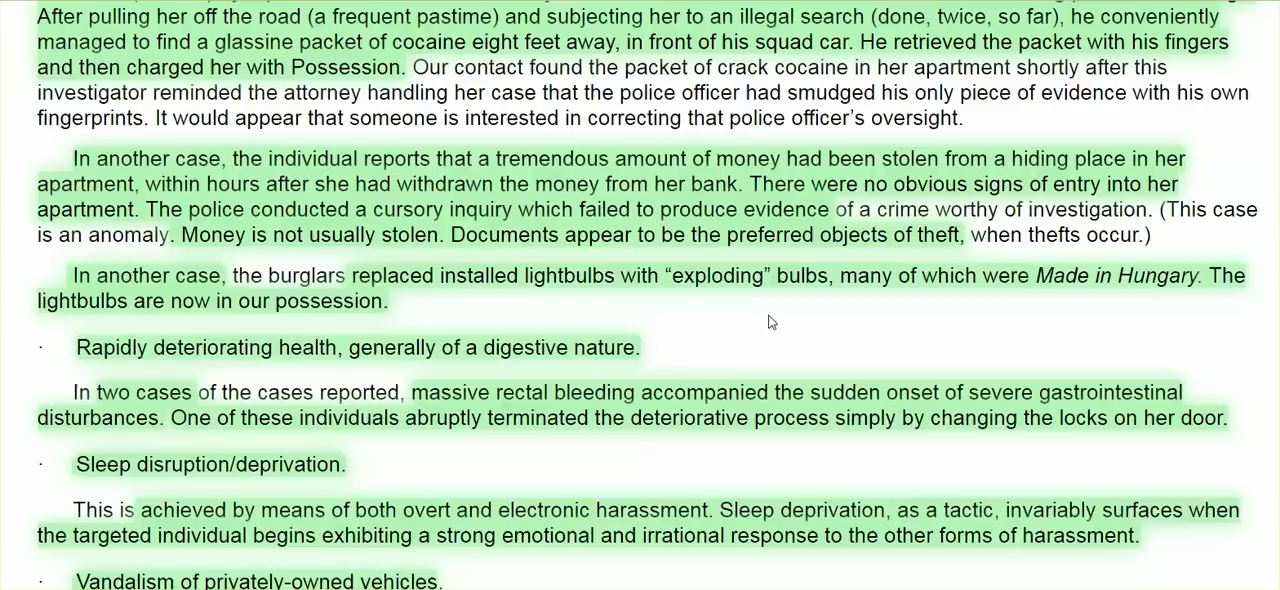 After pulling her off the road (a frequent pastime) and subjecting her to an illegal search (done, twice, so far), he conveniently
managed to find a glassine packet of cocaine eight feet away, in front of his squad car. He retrieved the packet with his fingers
and then charged her with Possession. Our contact found the packet of crack cocaine in her apartment shortly after this
investigator reminded the attorney handling her case that the police officer had smudged his only piece of evidence with his own
fingerprints. It would appear that someone is interested in correcting that police officer’s oversight.
In another case, the individual reports that a tremendous amount of money had been stolen from a hiding place in her
apartment, within hours after she had withdrawn the money from her bank. There were no obvious signs of entry into her
apartment. The police conducted a cursory inquiry which failed to produce evidence of a crime worthy of investigation. (This case
is an anomaly. Money is not usually stolen. Documents appear to be the preferred objects of theft, when thefts occur.)
In another case, the burglars replaced installed lightbulbs with “exploding” bulbs, many of which were Made in Hungary. The
lightbulbs are now in our possession.
· Rapidly deteriorating health, generally of a digestive nature.
In two cases of the cases reported, massive rectal bleeding accompanied the sudden onset of severe gastrointestinal
disturbances. One of these individuals abruptly terminated the deteriorative process simply by changing the locks on her door.
· Sleep disruption/deprivation.
This is achieved by means of both overt and electronic harassment. Sleep deprivation, as a tactic, invariably surfaces when
the targeted individual begins exhibiting a strong emotional and irrational response to the other forms of harassment.
· Vandalism of privately-owned vehicles.